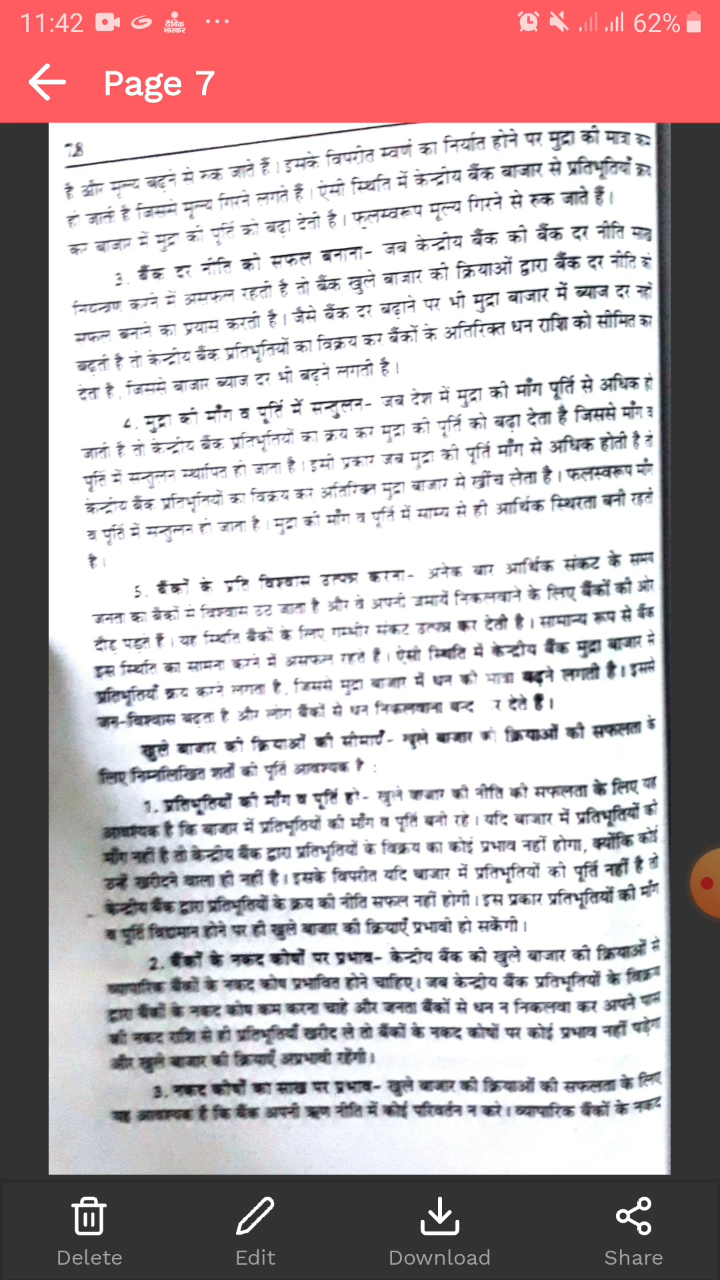 11:42
दैनिक भास्कर
62%
Page 7
78
है और मूल्य बढ़ने से रुक जाते हैं। इसके विपरीत स्वर्ण का निर्यात होने पर मुद्रा की मात्रा कम
हो जाती है जिससे मूल्य गिरने लगते हैं। ऐसी स्थिति में केन्द्रीय बैंक बाजार से प्रतिभूतियाँ क्रय
कर बाजार में मुद्रा की पूर्ति को बढ़ा देती है। फलस्वरूप मूल्य गिरने से रुक जाते हैं।
3. बैंक दर नीति को सफल बनाना- जब केन्द्रीय बैंक की बैंक दर नीति साख
नियन्त्रण करने में असफल रहती है तो बैंक खुले बाजार की क्रियाओं द्वारा बैंक दर नीति को
सफल बनाने का प्रयास करती है। जैसे बैंक दर बढ़ाने पर भी मुद्रा बाजार में ब्याज दर नहीं
बढ़ती है तो केन्द्रीय बैंक प्रतिभूतियों का विक्रय कर बैंकों के अतिरिक्त धन राशि को सीमित कर
देता है, जिससे बाजार ब्याज दर भी बढ़ने लगती है।
4. मुद्रा की माँग व पूर्ति में सन्तुलन- जब देश में मुद्रा की माँग पूर्ति से अधिक हो
जाती है तो केन्द्रीय बैंक प्रतिभूतियों का क्रय कर मुद्रा की पूर्ति को बढ़ा देता है जिससे माँग व
पूर्ति में सन्तुलन स्थापित हो जाता है। इसी प्रकार जब मुद्रा की पूर्ति माँग से अधिक होती है तो
केन्द्रीय बैंक प्रतिभूतियों का विक्रय कर अतिरिक्त मुद्रा बाजार से खींच लेता है। फलस्वरूप माँग
व पूर्ति में सन्तुलन हो जाता है। मुद्रा की माँग व पूर्ति में साम्य से ही आर्थिक स्थिरता बनी रहती
है।
5. बैंकों के प्रति विश्वास उत्पन्न करना- अनेक बार आर्थिक संकट के समय
जनता का बैंकों में विश्वास उठ जाता है और वे अपनी जमायें निकलवाने के लिए बैंकों की ओर
दौड़ पड़ते हैं। यह स्थिति बैंकों के लिए गम्भीर संकट उत्पन्न कर देती है। सामान्य रूप से बैंक
इस स्थिति का सामना करने में असफल रहते हैं। ऐसी स्थिति में केन्द्रीय बैंक मुद्रा बाजार से
प्रतिभूतियाँ क्रय करने लगता है, जिससे मुद्रा बाजार में धन की मात्रा बढ़ने लगती है। इससे
जन-विश्वास बढ़ता है और लोग बैंकों से धन निकलवाना बन्द र देते हैं।
खुले बाजार की क्रियाओं की सीमाएँ- खुले बाजार की क्रियाओं की सफलता के
लिए निम्नलिखित शर्तों की पूर्ति आवश्यक है :
1. प्रतिभूतियों की माँग व पूर्ति हो- खुले बाजार की नीति की सफलता के लिए यह
आवश्यक है कि बाजार में प्रतिभूतियों की माँग व पूर्ति बनी रहे। यदि बाजार में प्रतिभूतियों की
माँग नहीं है तो केन्द्रीय बैंक द्वारा प्रतिभूतियों के विक्रय का कोई प्रभाव नहीं होगा, क्योंकि कोई
उन्हें खरीदने वाला ही नहीं है। इसके विपरीत यदि बाजार में प्रतिभूतियों की पूर्ति नहीं है तो
केन्द्रीय बैंक द्वारा प्रतिभूतियों के क्रय की नीति सफल नहीं होगी। इस प्रकार प्रतिभूतियों की माँग
व पूर्ति विद्यमान होने पर ही खुले बाजार की क्रियाएँ प्रभावी हो सकेंगी।
2. बैंकों के नकद कोषों पर प्रभाव- केन्द्रीय बैंक की खुले बाजार की क्रियाओं से
व्यापारिक बैंकों के नकद कोष प्रभावित होने चाहिए। जब केन्द्रीय बैंक प्रतिभूतियों के विक्रय
द्वारा बैंकों के नकद कोष कम करना चाहे और जनता बैंकों से धन न निकलवा कर अपने पास
की नकद राशि से ही प्रतिभूतियाँ खरीद ले तो बैंकों के नकद कोषों पर कोई प्रभाव नहीं पड़ेगा
और खुले बाजार की क्रियाएँ अप्रभावी रहेंगी।
3. नकद कोषों का साख पर प्रभाव- खुले बाजार की क्रियाओं की सफलता के लिए
यह आवश्यक है कि बैंक अपनी ऋण नीति में कोई परिवर्तन न करे। व्यापारिक बैंकों के नकद
Delete
Edit
Download
Share